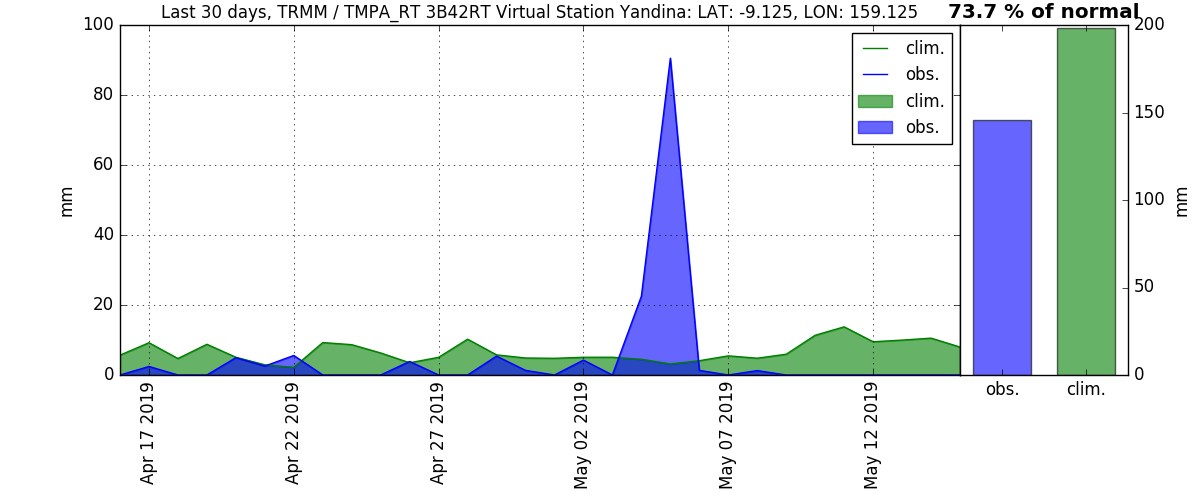 Last 30 days, TRMM / TMPA_RT 3B42RT Virtual Station Yandina: LAT: -9.125, LON: 159.125
73.7 % of normal
100
80
60
40
20
0
mm
clim.
obs.
clim.
obs.
200
150
100
50
0
mm
Apr 17 2019
Apr 22 2019
Apr 27 2019
May 02 2019
May 07 2019
May 12 2019
obs.
clim.